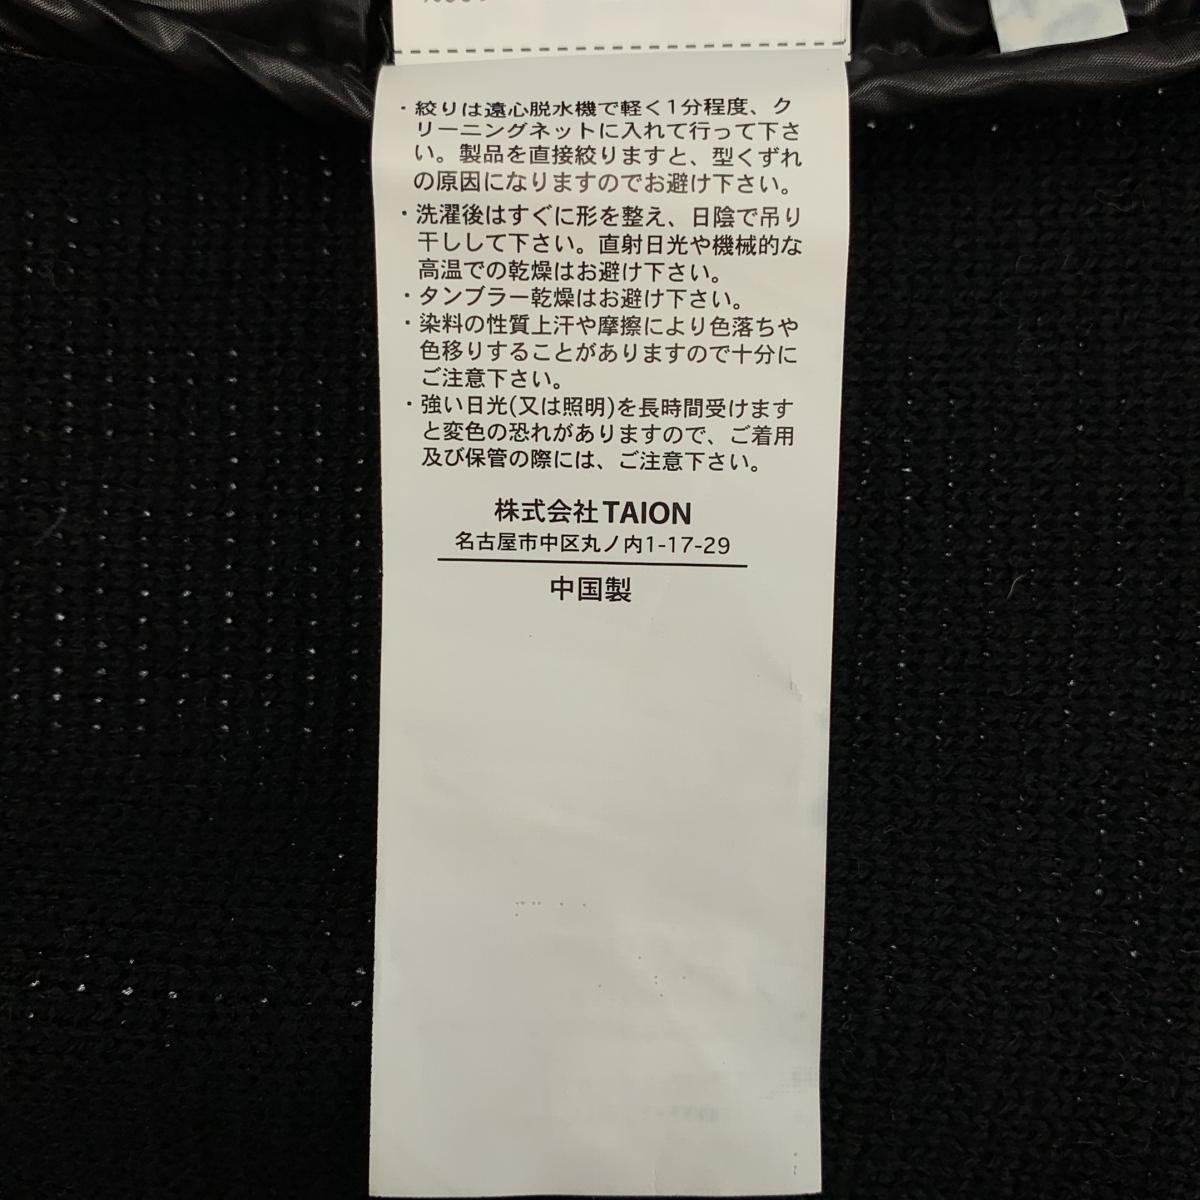 ・絞りは遠心脱水機で軽く1分程度、ク
リーニングネットに入れて行って下さ
い。製品を直接絞りますと、型くずれ
の原因になりますのでお避け下さい。
・洗濯後はすぐに形を整え、日陰で吊り
干しして下さい。直射日光や機械的な
高温での乾燥はお避け下さい。
・タンブラー乾燥はお避け下さい。
・染料の性質上汗や摩擦により色落ちや
色移りすることがありますので十分に
ご注意下さい。
・強い日光(又は照明)を長時間受けます
と変色の恐れがありますので、ご着用
及び保管の際には、ご注意下さい。
株式会社TAION
名古屋市中区丸ノ内1-17-29
中国製